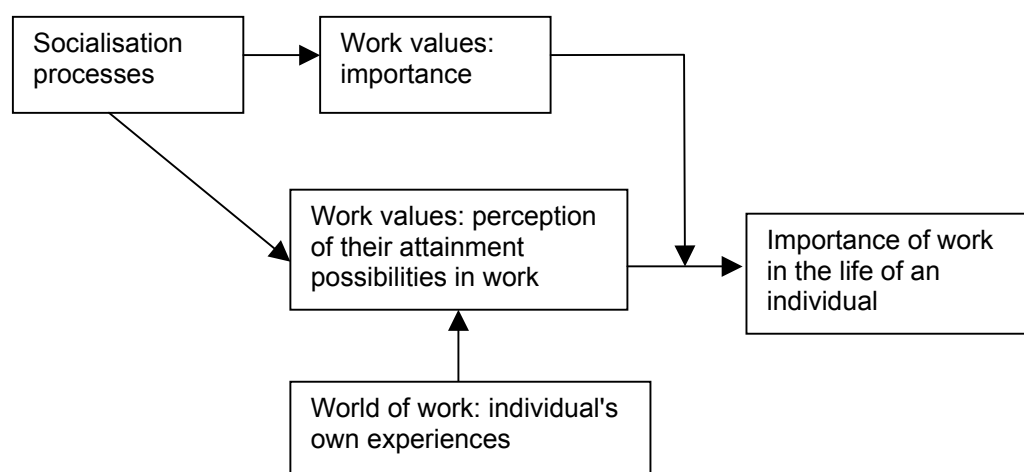 Socialisation
processes
Work values:
importance
Work values: perception
of their attainment
possibilities in work
Importance of work
in the life of an
individual
World of work: individual's
own experiences